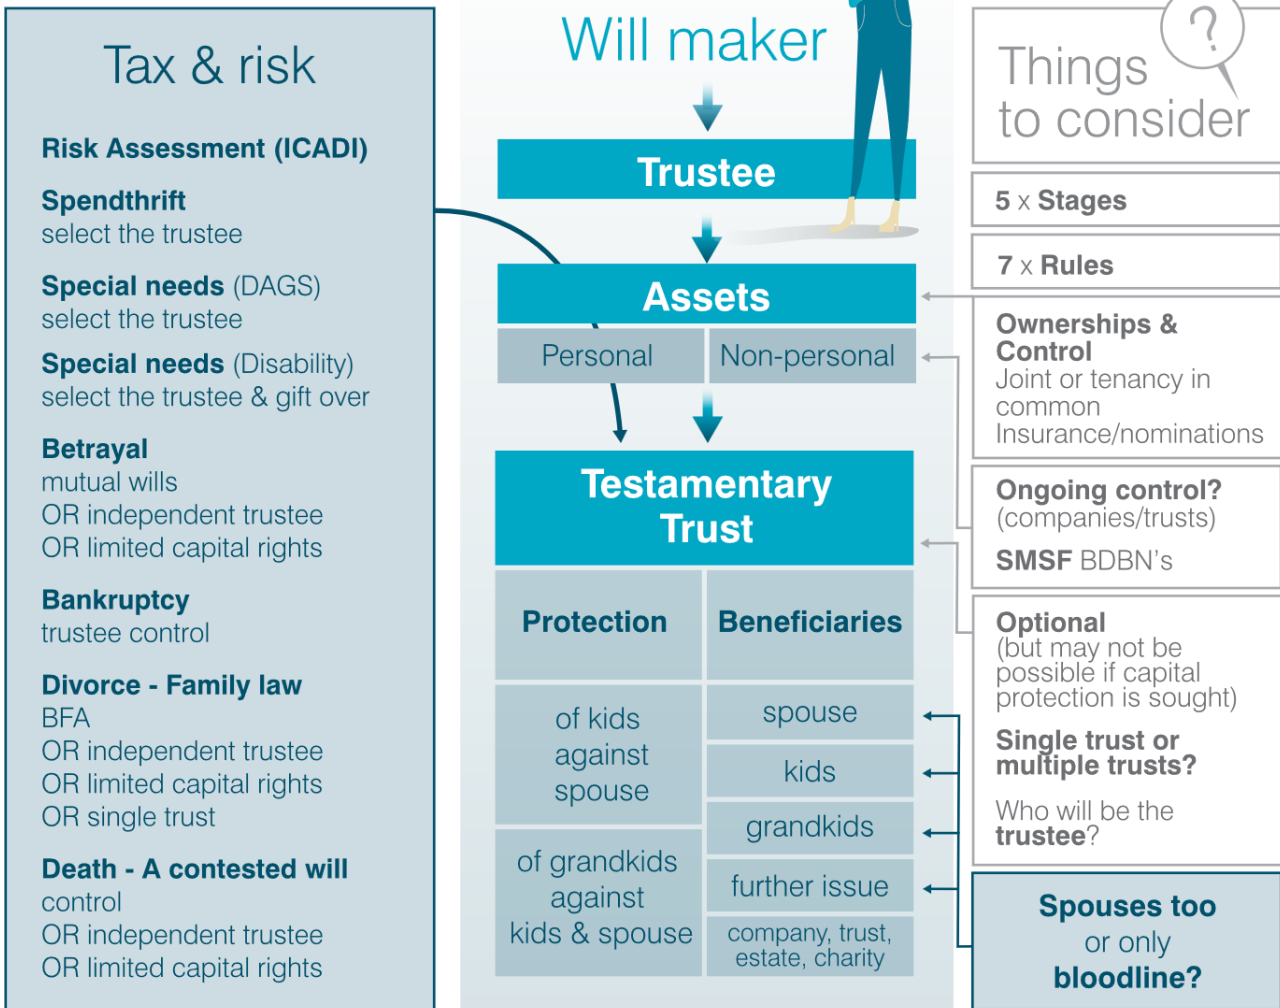 Tax & risk
Risk Assessment (ICADI)
Spendthrift
select the trustee
Special needs (DAGS)
select the trustee
Special needs (Disability)
select the trustee & gift over
Betrayal
mutual wills
OR independent trustee
OR limited capital rights
Bankruptcy
trustee control
Divorce - Family law
BFA
OR independent trustee
OR limited capital rights
OR single trust
Death - A contested will
control
OR independent trustee
OR limited capital rights
Will maker
Trustee
Assets
Personal
Non-personal
Testamentary
Trust
Protection
Beneficiaries
of kids
against
spouse
of grandkids
against
kids & spouse
spouse
kids
grandkids
further issue
company, trust,
estate, charity
?
Things
to consider
5 x Stages
7 x Rules
Ownerships &
Control
Joint or tenancy in
common
Insurance/nominations
Ongoing control?
(companies/trusts)
SMSF BDBN's
Optional
(but may not be
possible if capital
protection is sought)
Single trust or
multiple trusts?
Who will be the
trustee?
Spouses too
or only
bloodline?